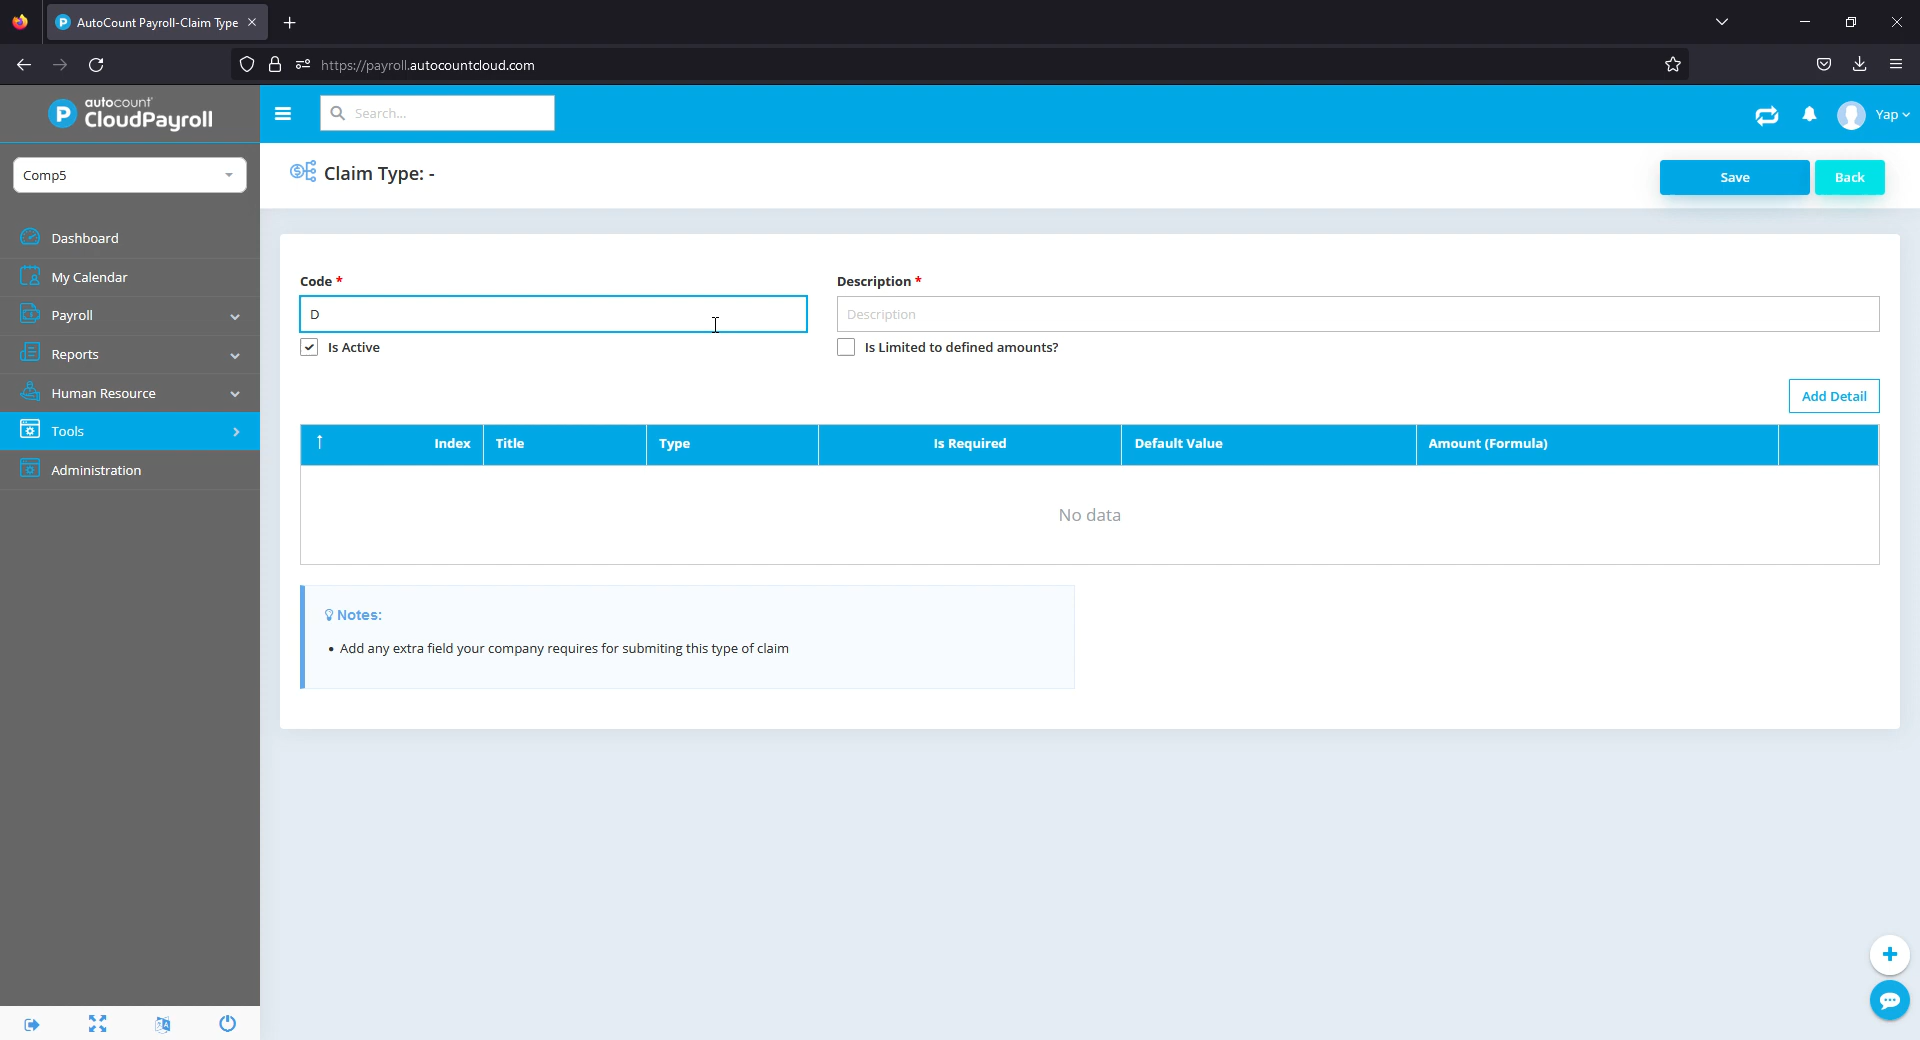 AutoCount Payroll-Claim Type
https://payroll.autocountcloud.com
autocount
CloudPayroll
Search...
Yap
Comp5
Claim Type: -
Save
Back
Dashboard
My Calendar
Payroll
Reports
Human Resource
Tools
Administration
Code *
Description *
D
Description
Is Active
Is Limited to defined amounts?
Add Detail
Index
Title
Type
Is Required
Default Value
Amount (Formula)
No data
Notes:
• Add any extra field your company requires for submiting this type of claim